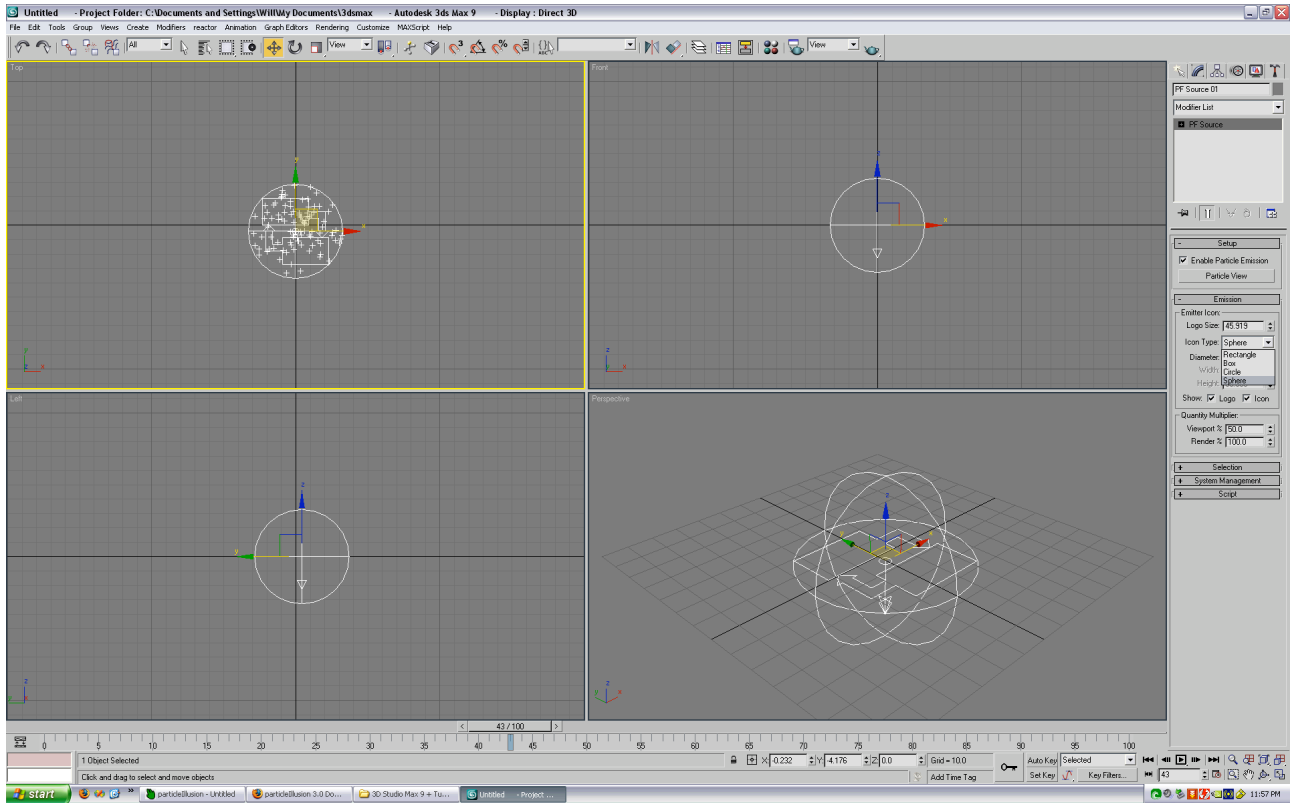 Untitled - Project Folder: C:\Documents and Settings\Will\My Documents\3dsmax - Autodesk 3ds Max 9 - Display : Direct 3D
File Edit Tools Group Views Create Modifiers reactor Animation Graph Editors Rendering Customize MAXScript Help
All View View
Top
Front
PF Source 01
Modifier List
PF Source
y
x
z
x
z
x
y
z x
- Setup
Enable Particle Emission
Particle View
- Emission
Emitter Icon:
Logo Size: 45.919
Icon Type: Sphere
Rectangle
Box
Circle
Sphere
Diameter:
Width:
Height:
Show: Logo Icon
Quantity Multiplier:
Viewport % 50.0
Render % 100.0
+ Selection
+ System Management
+ Script
Left
Perspective
z
y
z
y
x
z
z
y x
< 43 / 100 >
0 5 10 15 20 25 30 35 40 45 50 55 60 65 70 75 80 85 90 95 100
1 Object Selected
X: -0.232 Y: -4.176 Z: 0.0 Grid = 10.0
Auto Key Selected
Click and drag to select and move objects
Add Time Tag
Set Key Key Filters... 43
start
particleIllusion - Untitled
particleIllusion 3.0 Do...
3D Studio Max 9 + Tu...
Untitled - Project ...
11:57 PM